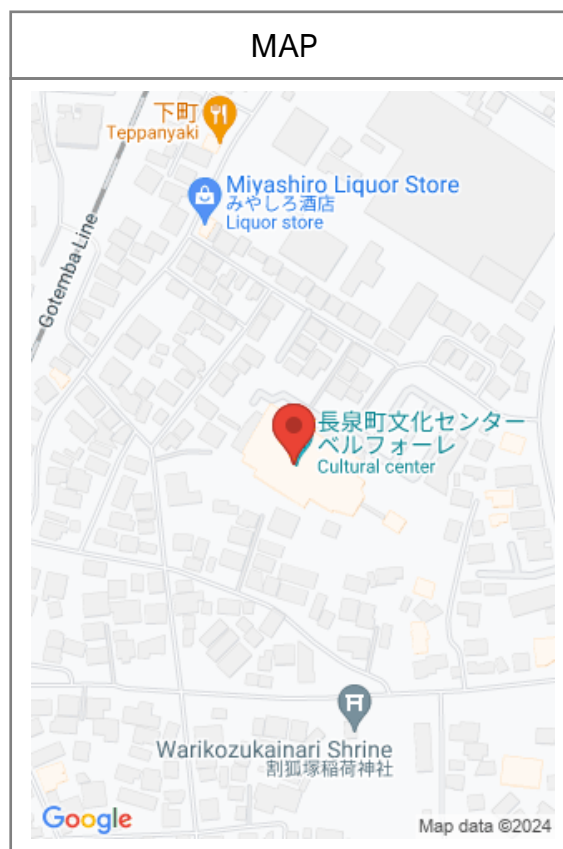 MAP
下町
Teppanyaki
Miyashiro Liquor Store
みやしろ酒店
Liquor store
Gotemba Line
長泉町文化センター
ベルフォーレ
Cultural center
Warikozukainari Shrine
割狐塚稲荷神社
Google
Map data ©2024